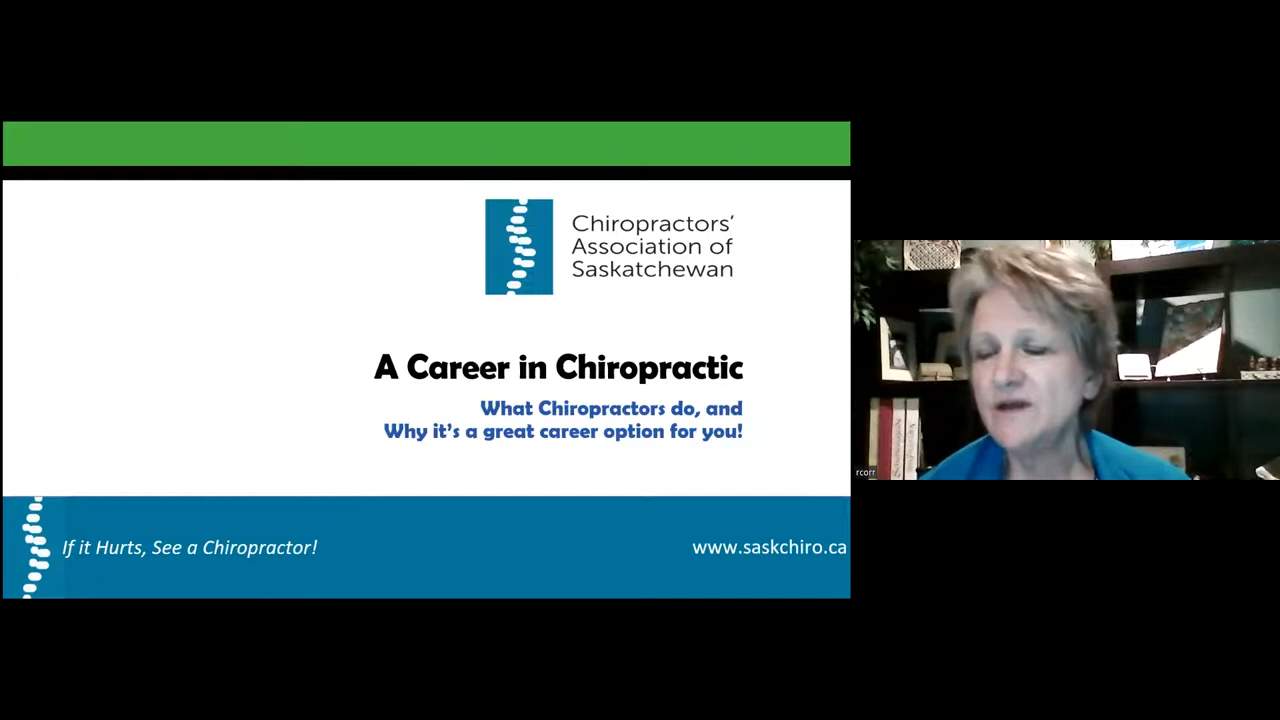 Chiropractors'
Association of
Saskatchewan
A Career in Chiropractic
What Chiropractors do, and
Why it's a great career option for you!
If it Hurts, See a Chiropractor!
www.saskchiro.ca
rcorr